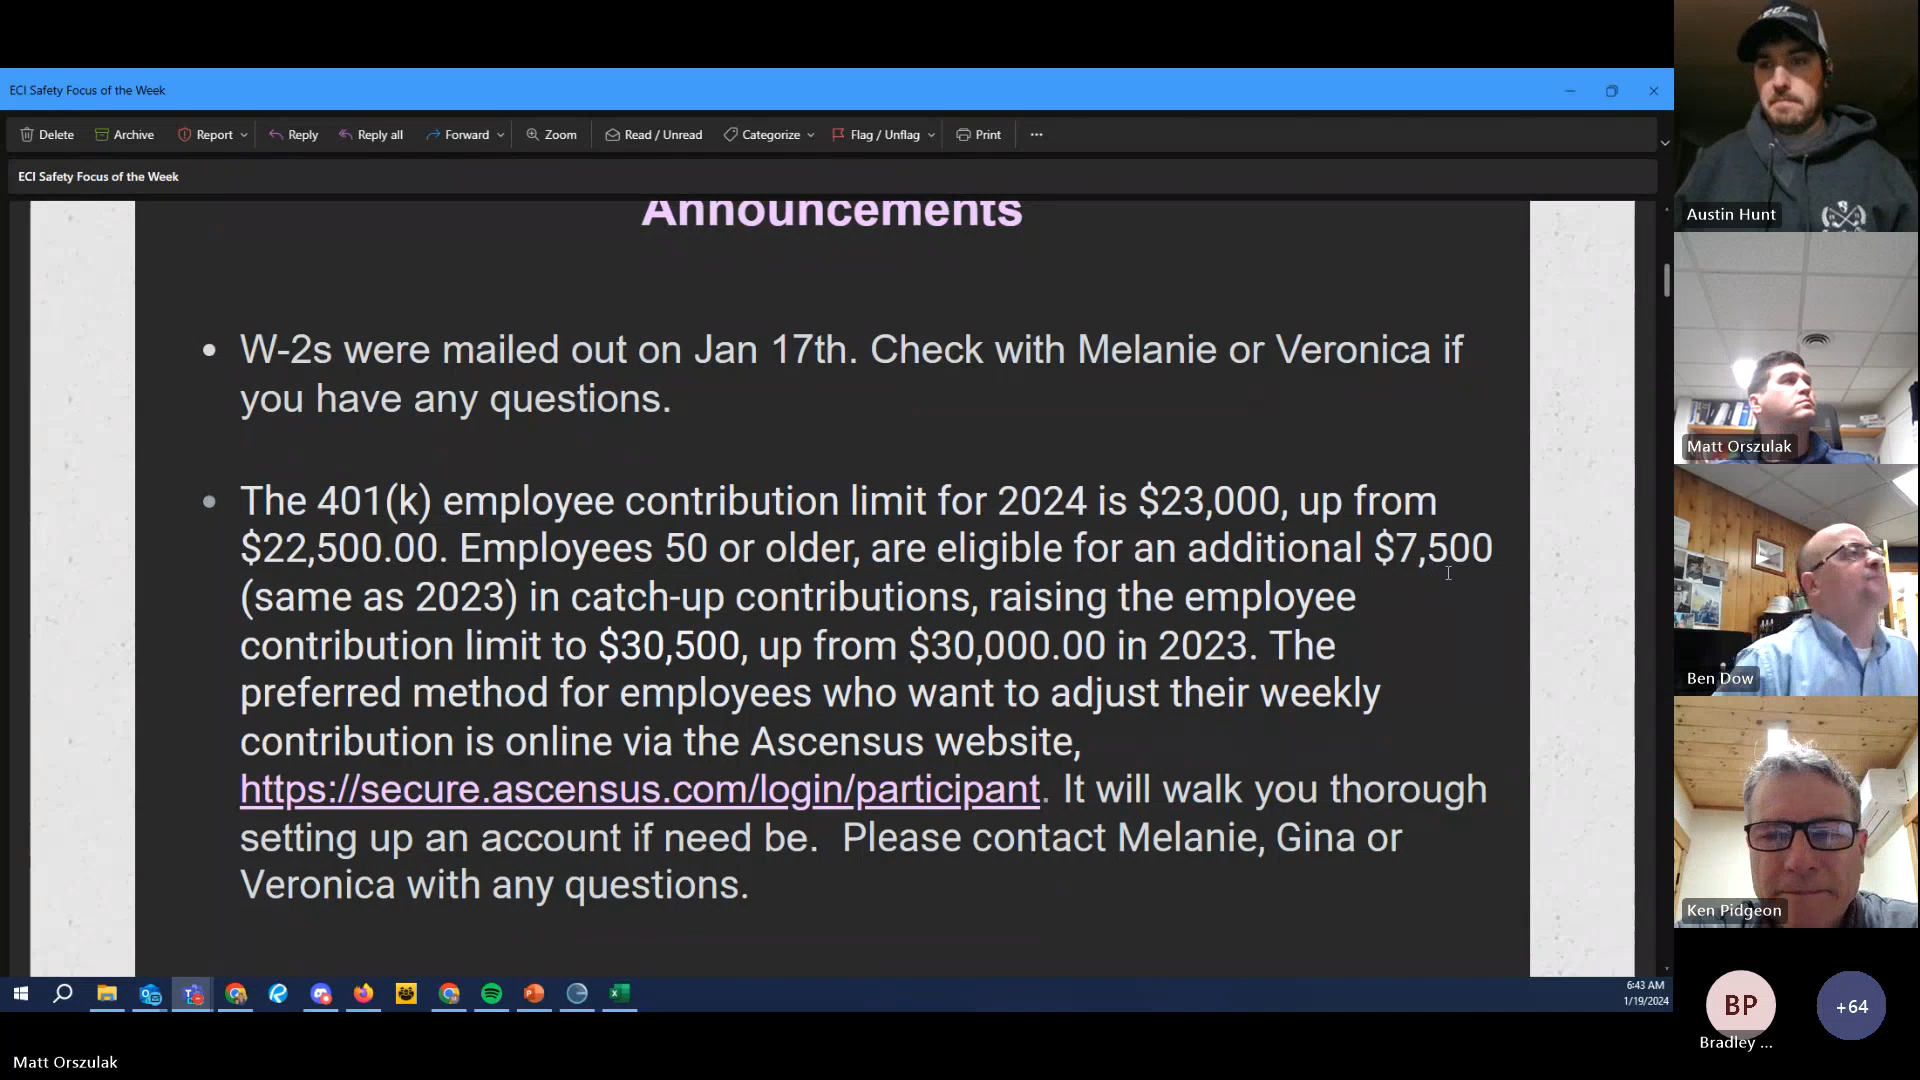 ECI Safety Focus of the Week
Delete Archive Report Reply Reply all Forward Zoom Read / Unread Categorize Flag / Unflag Print ...
ECI Safety Focus of the Week
Announcements
• W-2s were mailed out on Jan 17th. Check with Melanie or Veronica if
you have any questions.
• The 401(k) employee contribution limit for 2024 is $23,000, up from
$22,500.00. Employees 50 or older, are eligible for an additional $7,500
(same as 2023) in catch-up contributions, raising the employee
contribution limit to $30,500, up from $30,000.00 in 2023. The
preferred method for employees who want to adjust their weekly
contribution is online via the Ascensus website,
https://secure.ascensus.com/login/participant. It will walk you thorough
setting up an account if need be. Please contact Melanie, Gina or
Veronica with any questions.
6:43 AM
1/19/2024
Matt Orszulak
ECI
Austin Hunt
Matt Orszulak
Ben Dow
Ken Pidgeon
BP
+64
Bradley ...